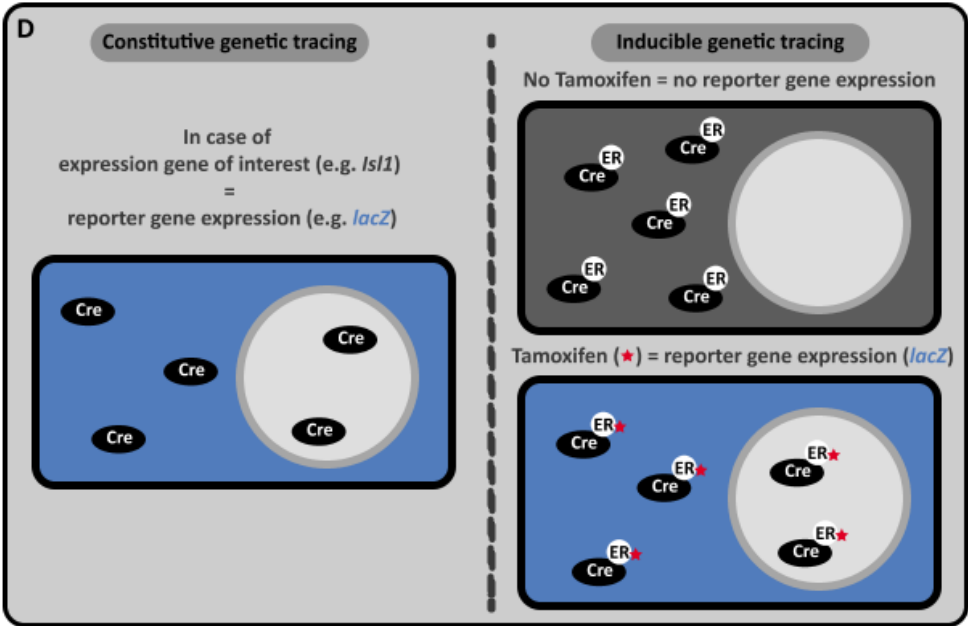 D
Constitutive genetic tracing
In case of
expression gene of interest (e.g. Isl1)
=
reporter gene expression (e.g. lacZ)
Cre
Cre
Cre
Cre
Cre
Inducible genetic tracing
No Tamoxifen = no reporter gene expression
ER
Cre
ER
Cre
ER
Cre
ER
Cre
ER
Cre
Tamoxifen (★) = reporter gene expression (lacZ)
ER★
Cre
ER★
Cre
ER★
Cre
ER★
Cre
ER★
Cre